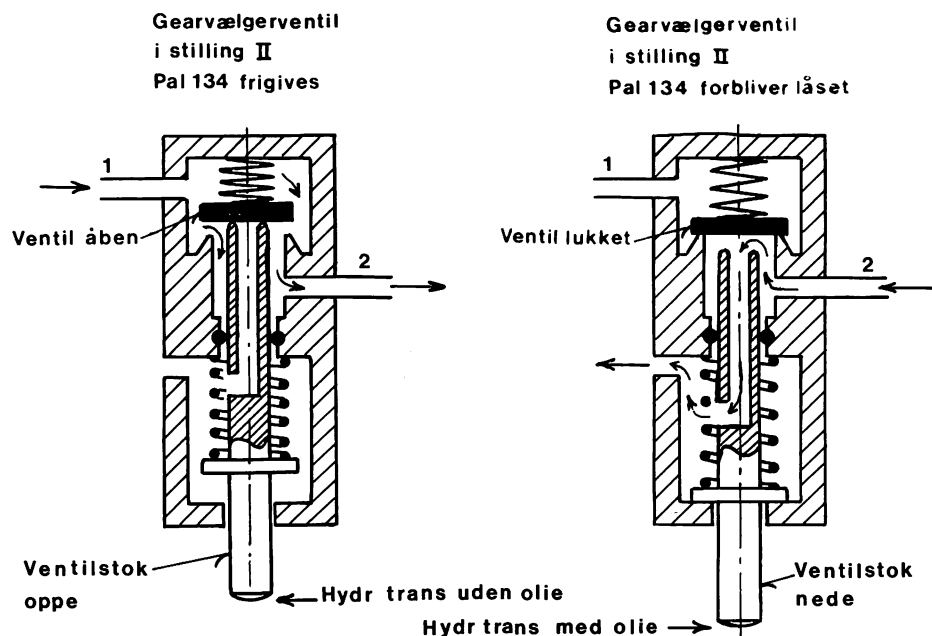 Gearvælgerventil
i stilling II
Pal 134 frigives
1
Ventil åben
2
Ventilstok
oppe
Hydr trans uden olie
Gearvælgerventil
i stilling II
Pal 134 forbliver låset
1
Ventil lukket
2
Ventilstok
nede
Hydr trans med olie